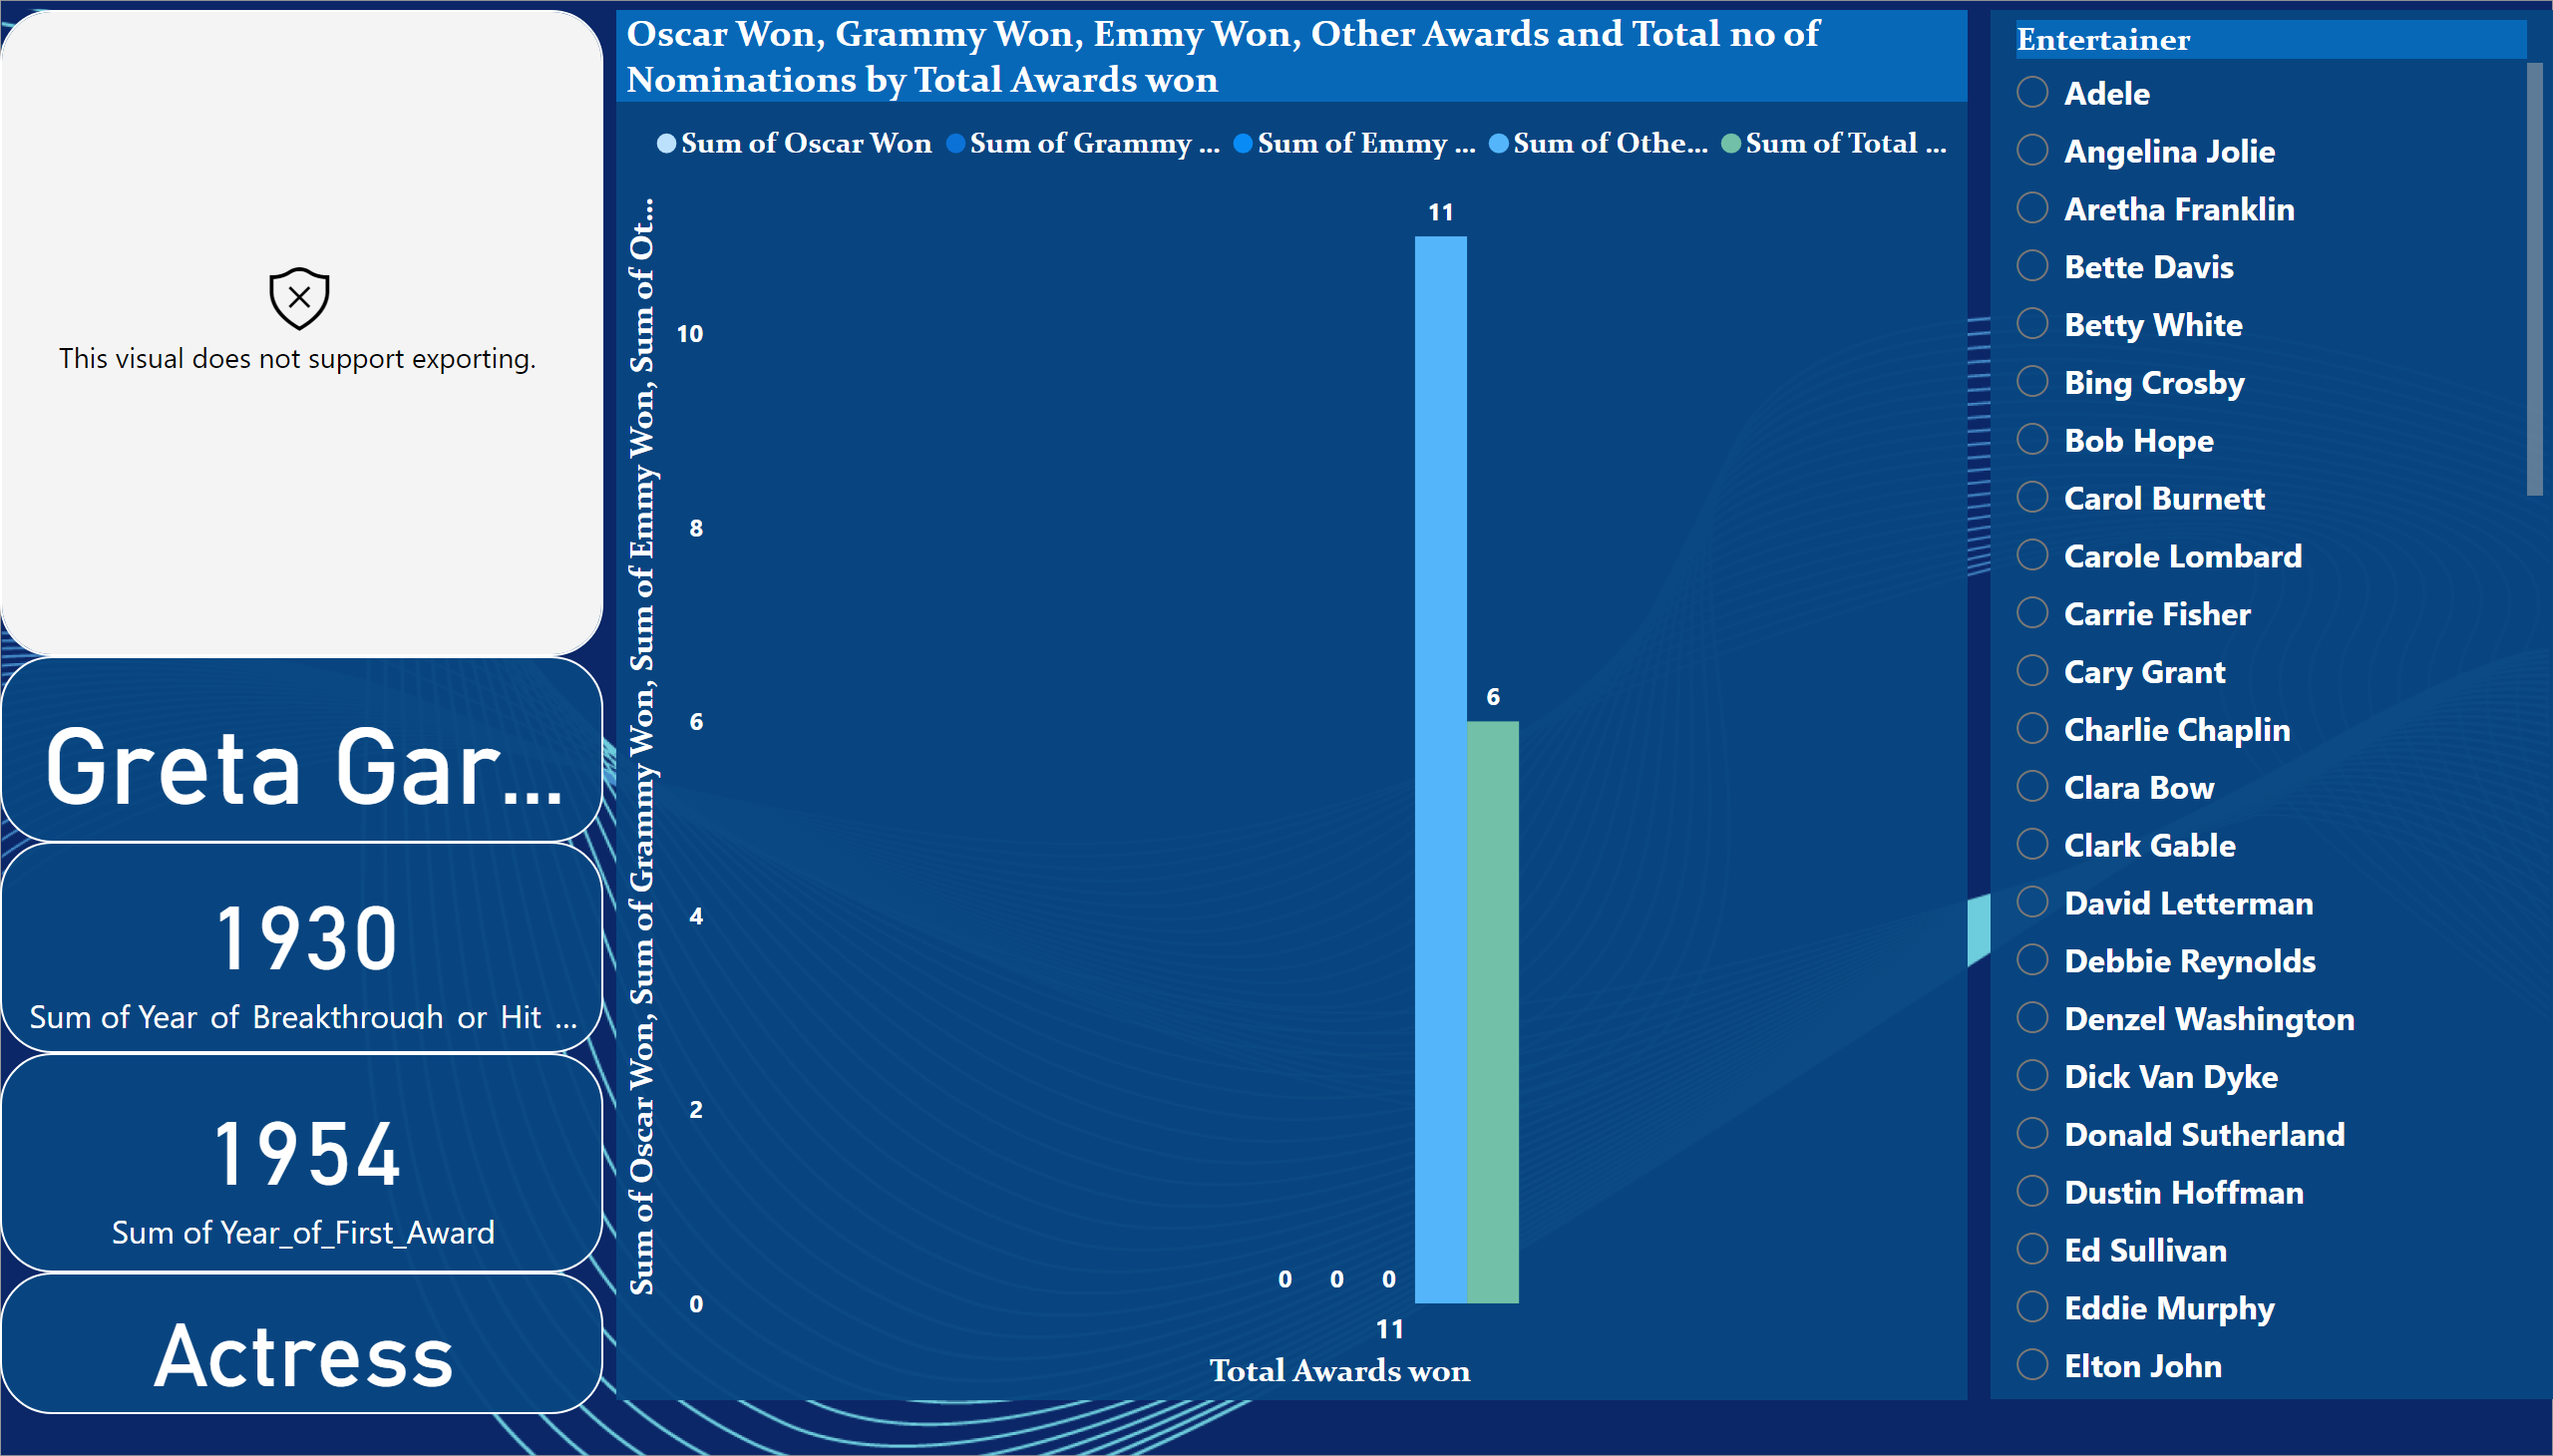 This visual does not support exporting.
Greta Gar...
1930
Sum of Year_of_Breakthrough_or_Hit_...
1954
Sum of Year_of_First_Award
Actress
Oscar Won, Grammy Won, Emmy Won, Other Awards and Total no of
Nominations by Total Awards won
Sum of Oscar Won Sum of Grammy ... Sum of Emmy ... Sum of Othe... Sum of Total ...
Sum of Oscar Won, Sum of Grammy Won, Sum of Emmy Won, Sum of Ot...
10
8
6
4
2
0
11
6
0 0 0
11
Total Awards won
Entertainer
Adele
Angelina Jolie
Aretha Franklin
Bette Davis
Betty White
Bing Crosby
Bob Hope
Carol Burnett
Carole Lombard
Carrie Fisher
Cary Grant
Charlie Chaplin
Clara Bow
Clark Gable
David Letterman
Debbie Reynolds
Denzel Washington
Dick Van Dyke
Donald Sutherland
Dustin Hoffman
Ed Sullivan
Eddie Murphy
Elton John